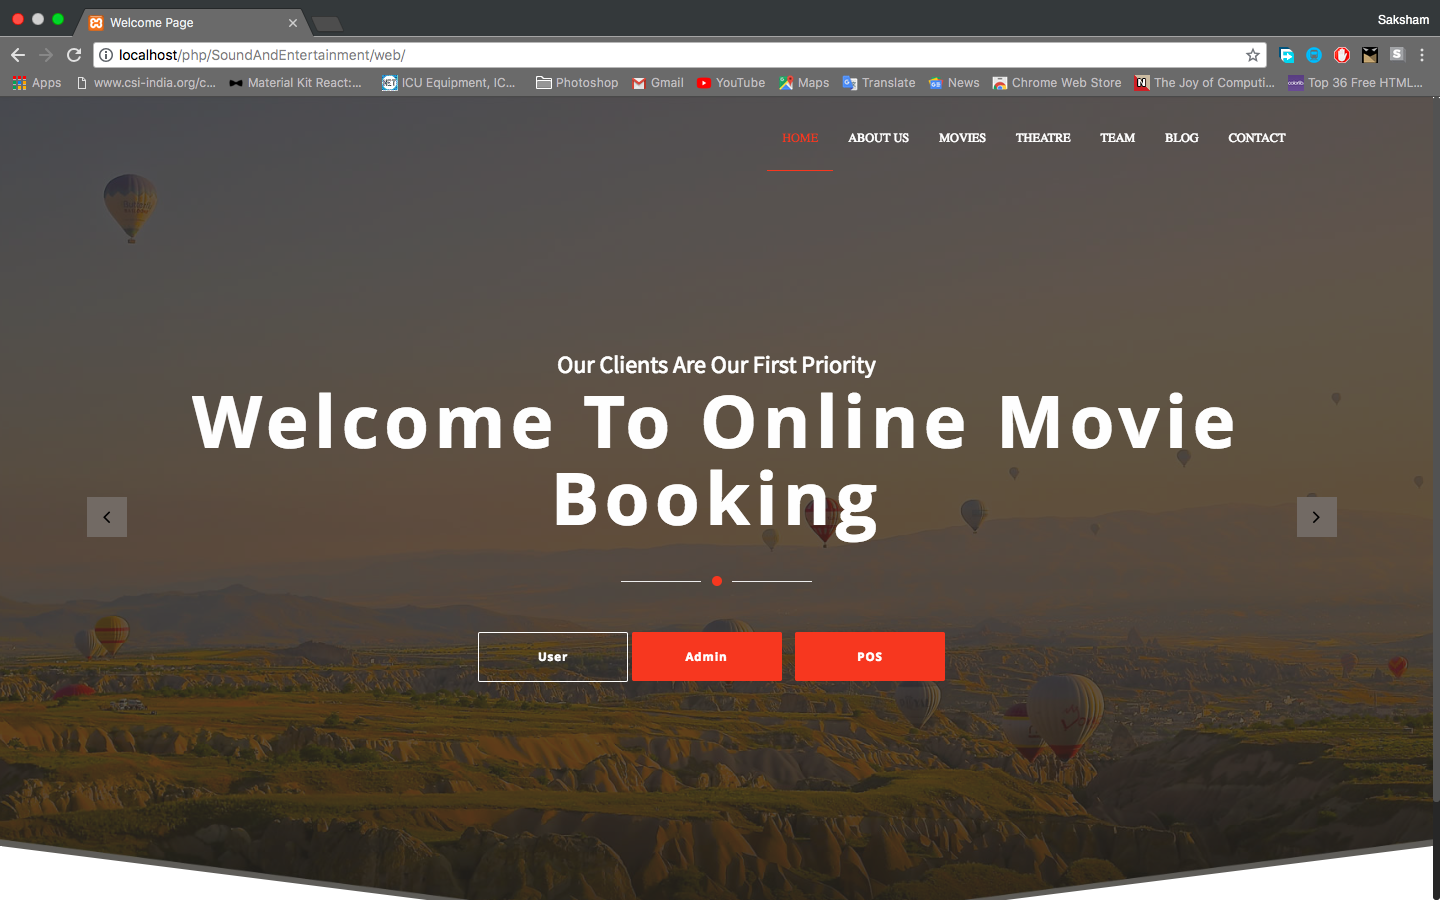 Welcome Page
Saksham
localhost/php/SoundAndEntertainment/web/
Apps
www.csi-india.org/c...
Material Kit React:...
ICU Equipment, IC...
Photoshop
Gmail
YouTube
Maps
Translate
News
Chrome Web Store
The Joy of Computi...
Top 36 Free HTML...
HOME
ABOUT US
MOVIES
THEATRE
TEAM
BLOG
CONTACT
Our Clients Are Our First Priority
Welcome To Online Movie
Booking
User
Admin
POS